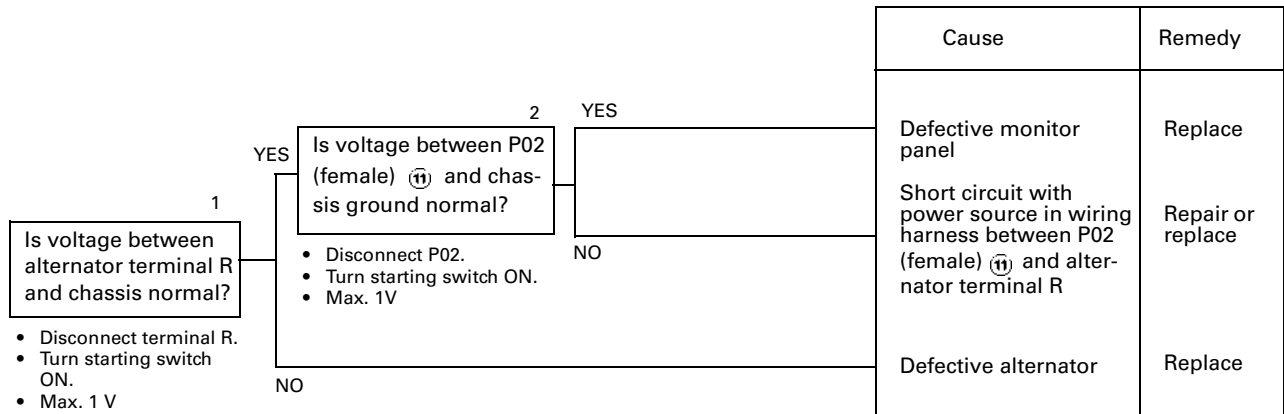 Cause
Remedy
2
YES
Defective monitor
panel
Replace
YES
Is voltage between P02
(female) ⑪ and chas-
sis ground normal?
1
Short circuit with
power source in wiring
harness between P02
(female) ⑪ and alter-
nator terminal R
Repair or
replace
Is voltage between
alternator terminal R
and chassis normal?
• Disconnect P02.
• Turn starting switch ON.
• Max. 1V
NO
• Disconnect terminal R.
• Turn starting switch
ON.
• Max. 1 V
NO
Defective alternator
Replace